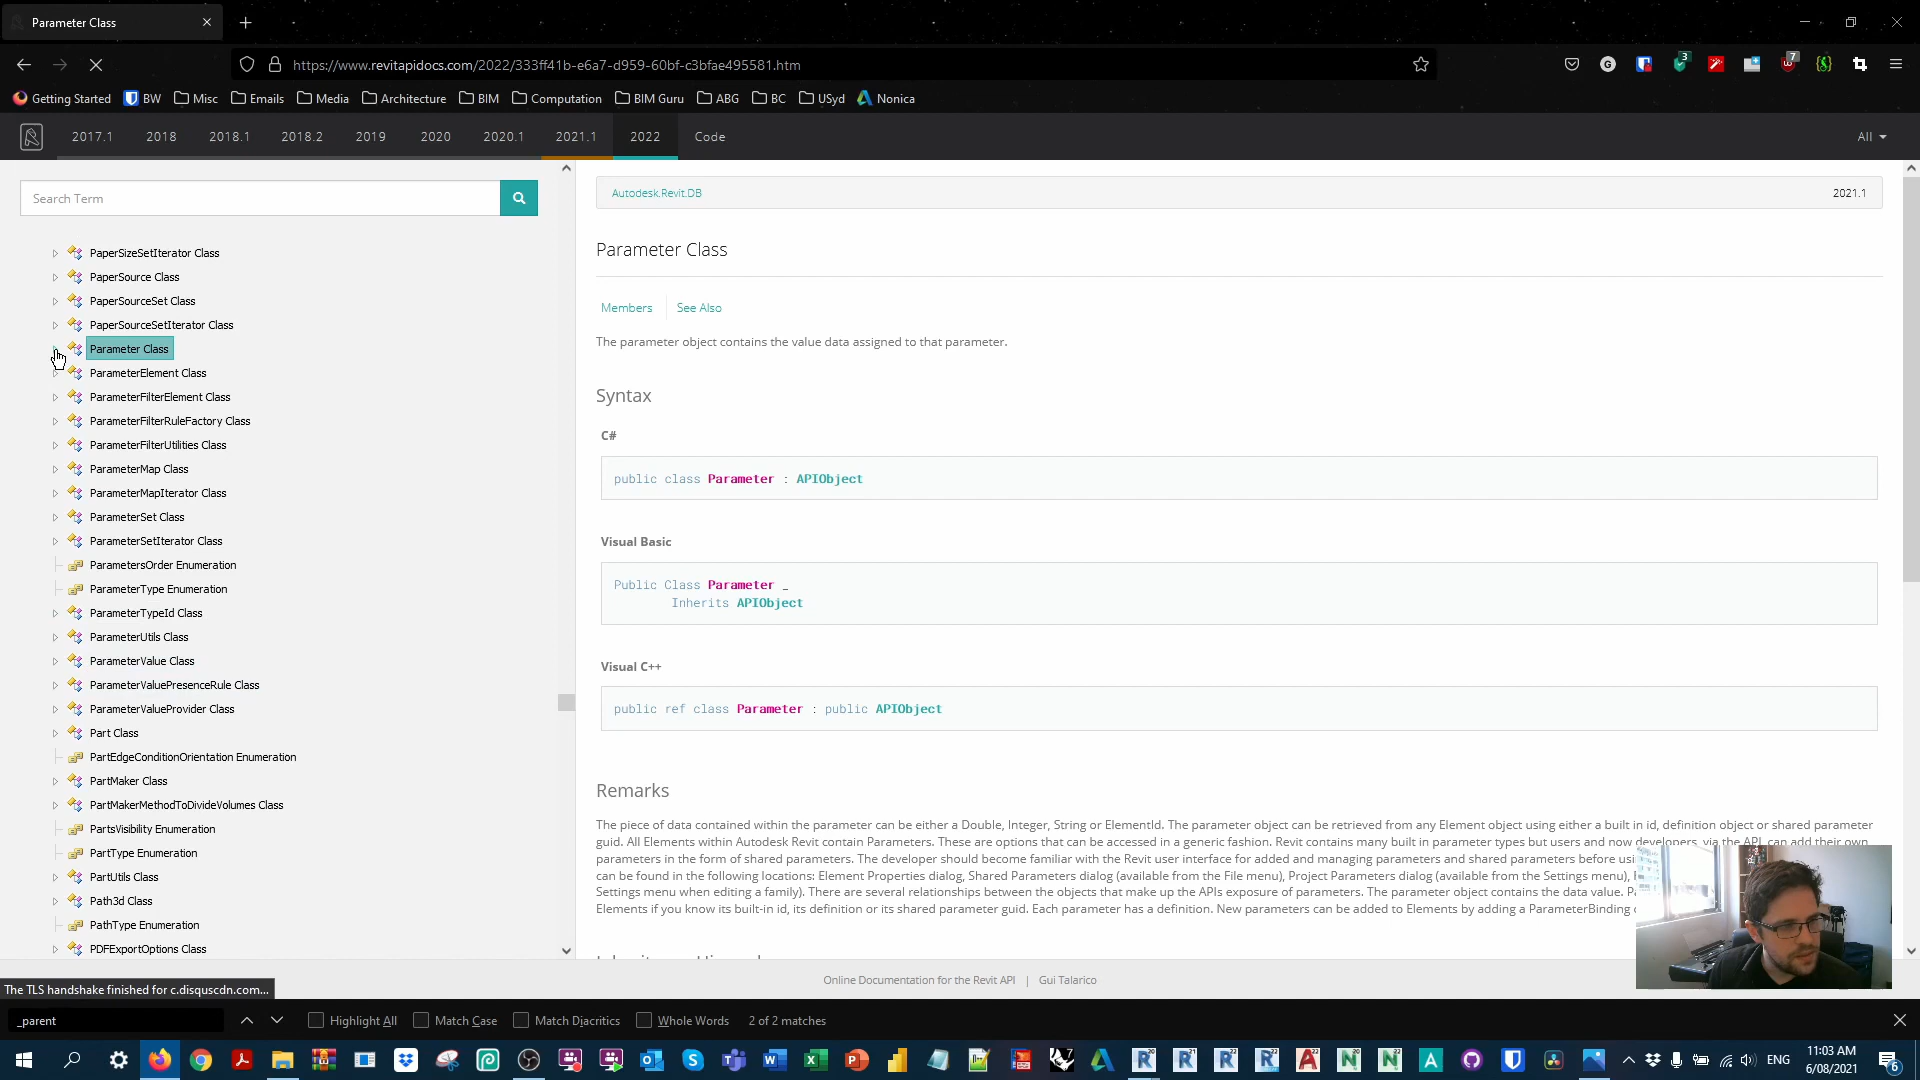 Parameter Class
https://www.revitapidocs.com/2022/333ff41b-e6a7-d959-60bf-c3bfae495581.htm
3
7
Getting Started BW Misc Emails Media Architecture BIM Computation BIM Guru ABG BC USyd Nonica
2017.1 2018 2018.1 2018.2 2019 2020 2020.1 2021.1 2022 Code All
Search Term
PaperSizeSetIterator Class
PaperSource Class
PaperSourceSet Class
PaperSourceSetIterator Class
Parameter Class
ParameterElement Class
ParameterFilterElement Class
ParameterFilterRuleFactory Class
ParameterFilterUtilities Class
ParameterMap Class
ParameterMapIterator Class
ParameterSet Class
ParameterSetIterator Class
ParametersOrder Enumeration
ParameterType Enumeration
ParameterTypeId Class
ParameterUtils Class
ParameterValue Class
ParameterValuePresenceRule Class
ParameterValueProvider Class
Part Class
PartEdgeConditionOrientation Enumeration
PartMaker Class
PartMakerMethodToDivideVolumes Class
PartsVisibility Enumeration
PartType Enumeration
PartUtils Class
Path3d Class
PathType Enumeration
PDFExportOptions Class
Autodesk.Revit.DB 2021.1
Parameter Class
Members See Also
The parameter object contains the value data assigned to that parameter.
Syntax
C#
public class Parameter : APIObject
Visual Basic
Public Class Parameter _
Inherits APIObject
Visual C++
public ref class Parameter : public APIObject
Remarks
The piece of data contained within the parameter can be either a Double, Integer, String or ElementId. The parameter object can be retrieved from any Element object using either a built in id, definition object or shared parameter
guid. All Elements within Autodesk Revit contain Parameters. These are options that can be accessed in a generic fashion. Revit contains many built in parameter types but users and now developers, via the API, can add their own
parameters in the form of shared parameters. The developer should become familiar with the Revit user interface for added and managing parameters and shared parameters before usi
can be found in the following locations: Element Properties dialog, Shared Parameters dialog (available from the File menu), Project Parameters dialog (available from the Settings menu),
Settings menu when editing a family). There are several relationships between the objects that make up the APIs exposure of parameters. The parameter object contains the data value.
Elements if you know its built-in id, its definition or its shared parameter guid. Each parameter has a definition. New parameters can be added to Elements by adding a ParameterBinding
Online Documentation for the Revit API | Gui Talarico
The TLS handshake finished for c.disquscdn.com...
_parent Highlight All Match Case Match Diacritics Whole Words 2 of 2 matches
ENG
11:03 AM
6/08/2021
6